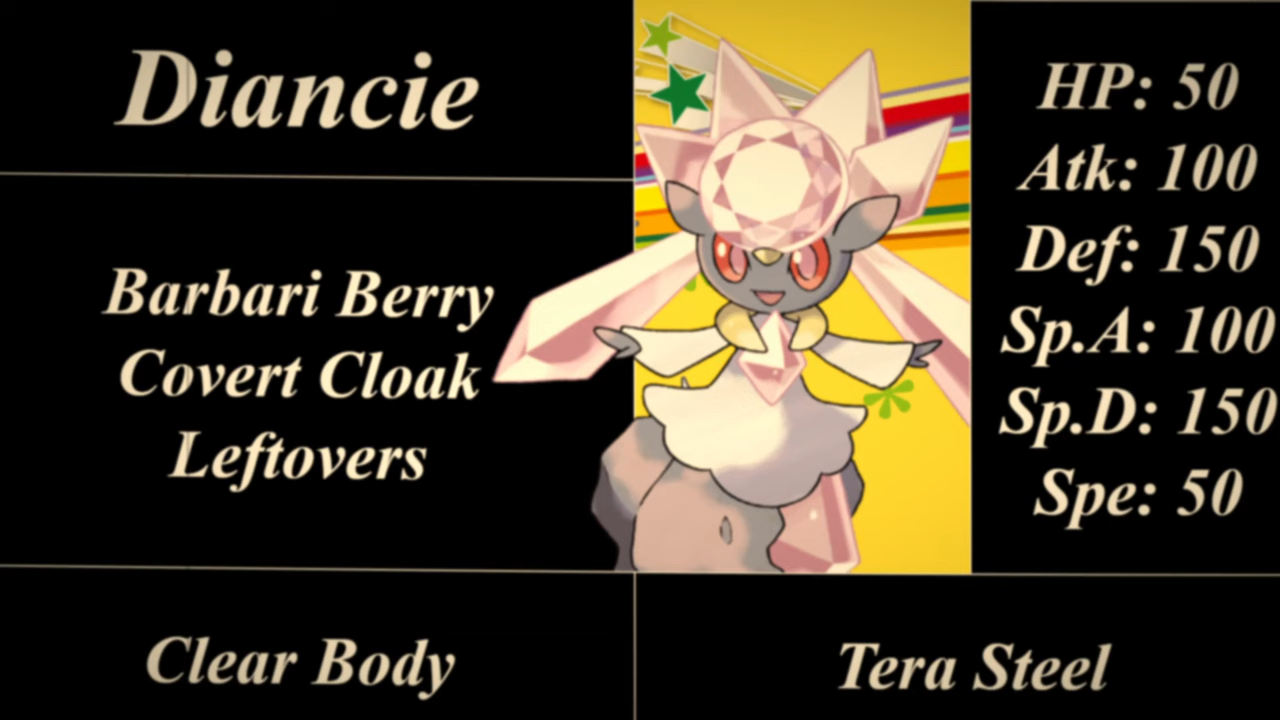 Diancie
Barbari Berry
Covert Cloak
Leftovers
HP: 50
Atk: 100
Def: 150
Sp.A: 100
Sp.D: 150
Spe: 50
Clear Body
Tera Steel